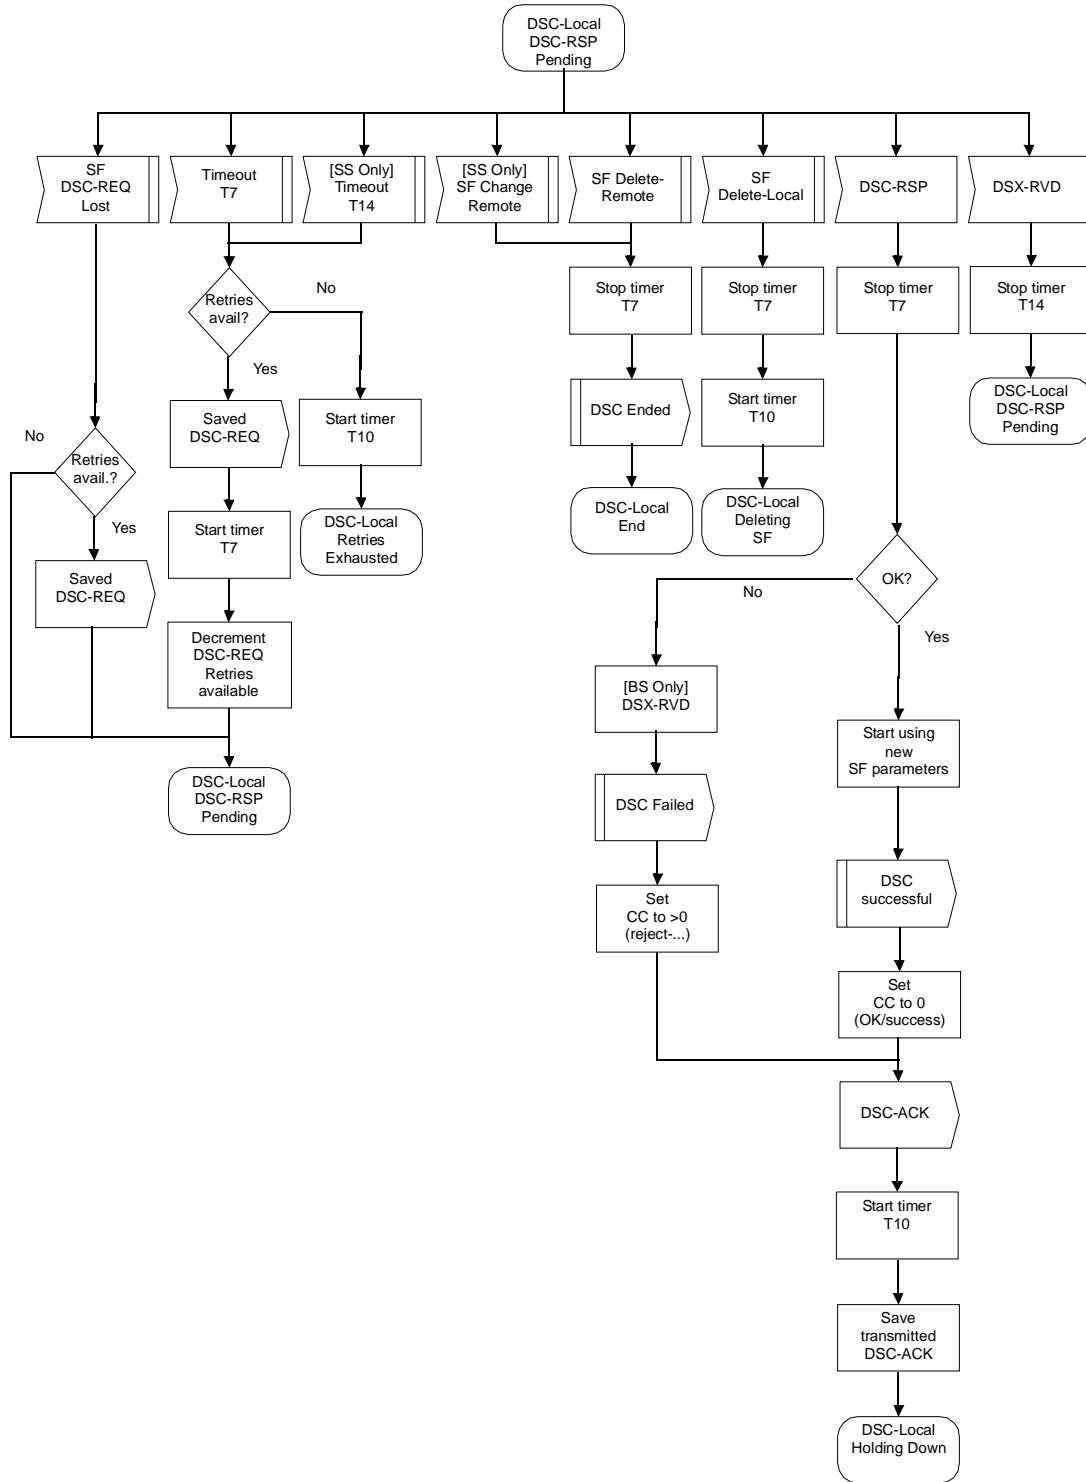 DSC-Local
DSC-RSP
Pending
SF
DSC-REQ
Lost
Timeout
T7
[SS Only]
Timeout
T14
[SS Only]
SF Change
Remote
SF Delete-
Remote
SF
Delete-Local
DSC-RSP
DSX-RVD
Retries
avail?
No
Yes
Stop timer
T7
Stop timer
T7
Stop timer
T7
Stop timer
T14
Saved
DSC-REQ
Start timer
T10
DSC Ended
Start timer
T10
DSC-Local
DSC-RSP
Pending
No
Retries
avail.?
Yes
Start timer
T7
DSC-Local
Retries
Exhausted
DSC-Local
End
DSC-Local
Deleting
SF
Saved
DSC-REQ
OK?
No
Yes
Decrement
DSC-REQ
Retries
available
[BS Only]
DSX-RVD
Start using
new
SF parameters
DSC-Local
DSC-RSP
Pending
DSC Failed
DSC
successful
Set
CC to >0
(reject-...)
Set
CC to 0
(OK/success)
DSC-ACK
Start timer
T10
Save
transmitted
DSC-ACK
DSC-Local
Holding Down